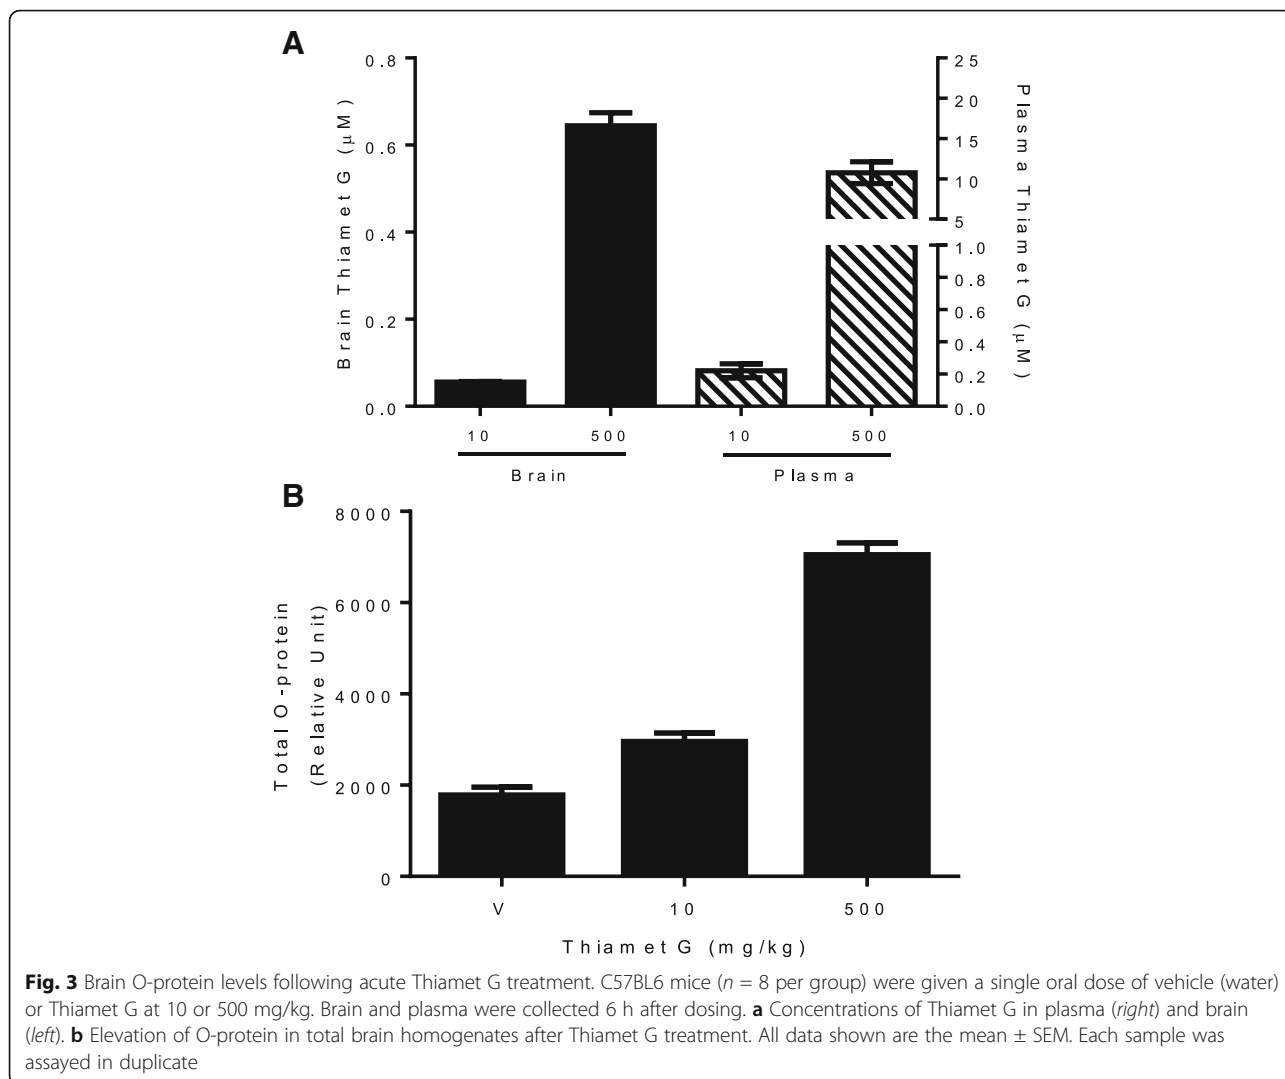 A
0.8
0.6
0.4
0.2
0.0
Brain Thiamet G (μM)
25
20
15
10
5
1.0
0.8
0.6
0.4
0.2
0.0
Plasma Thiamet G (μM)
10 500 10 500
Brain Plasma
B
8000
6000
4000
2000
0
Total O-protein
(Relative Unit)
V 10 500
Thiamet G (mg/kg)
Fig. 3 Brain O-protein levels following acute Thiamet G treatment. C57BL6 mice (n = 8 per group) were given a single oral dose of vehicle (water)
or Thiamet G at 10 or 500 mg/kg. Brain and plasma were collected 6 h after dosing. a Concentrations of Thiamet G in plasma (right) and brain
(left). b Elevation of O-protein in total brain homogenates after Thiamet G treatment. All data shown are the mean ± SEM. Each sample was
assayed in duplicate